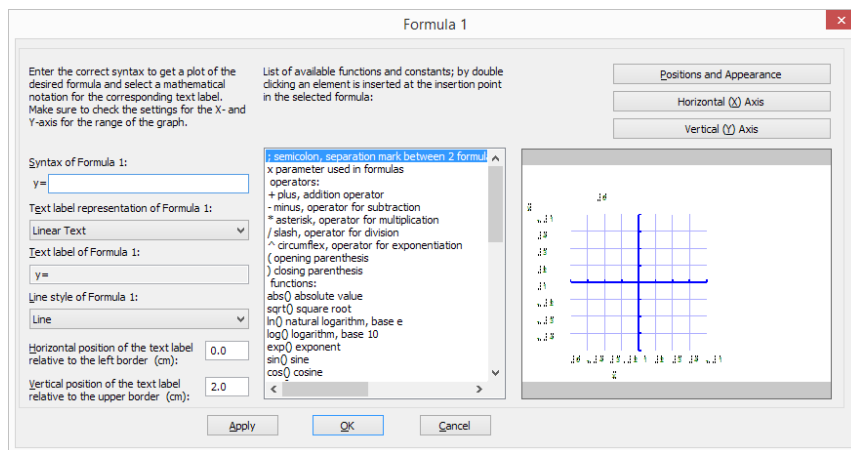 Formula 1
Enter the correct syntax to get a plot of the
desired formula and select a mathematical
notation for the corresponding text label.
Make sure to check the settings for the X- and
Y-axis for the range of the graph.
Syntax of Formula 1:
y=
Text label representation of Formula 1:
Linear Text
Text label of Formula 1:
y=
Line style of Formula 1:
Line
Horizontal position of the text label
relative to the left border (cm):
0.0
Vertical position of the text label
relative to the upper border (cm):
2.0
List of available functions and constants; by double
clicking an element is inserted at the insertion point
in the selected formula:
; semicolon, separation mark between 2 formul
x parameter used in formulas
operators:
+ plus, addition operator
- minus, operator for subtraction
* asterisk, operator for multiplication
/ slash, operator for division
^ circumflex, operator for exponentiation
( opening parenthesis
) closing parenthesis
functions:
abs() absolute value
sqrt() square root
ln() natural logarithm, base e
log() logarithm, base 10
exp() exponent
sin() sine
cos() cosine
Positions and Appearance
Horizontal (X) Axis
Vertical (Y) Axis
Apply
OK
Cancel